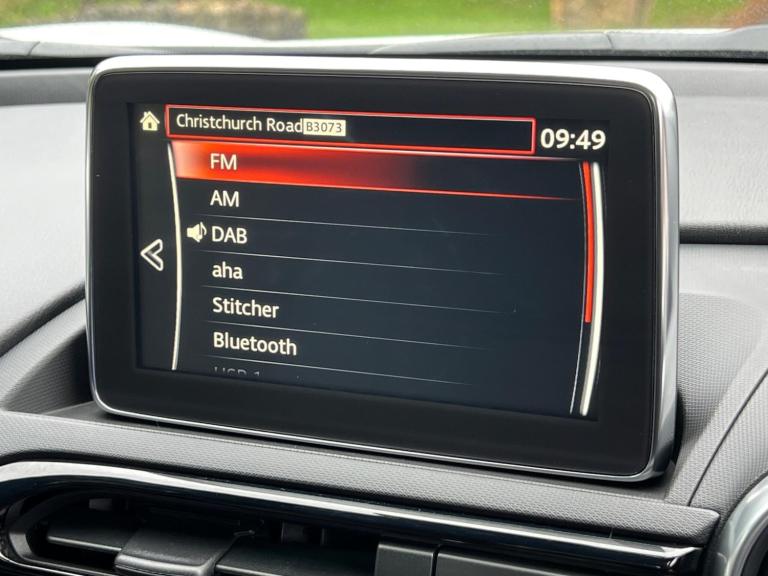 Christchurch Road B3073
09:49
FM
AM
DAB
aha
Stitcher
Bluetooth